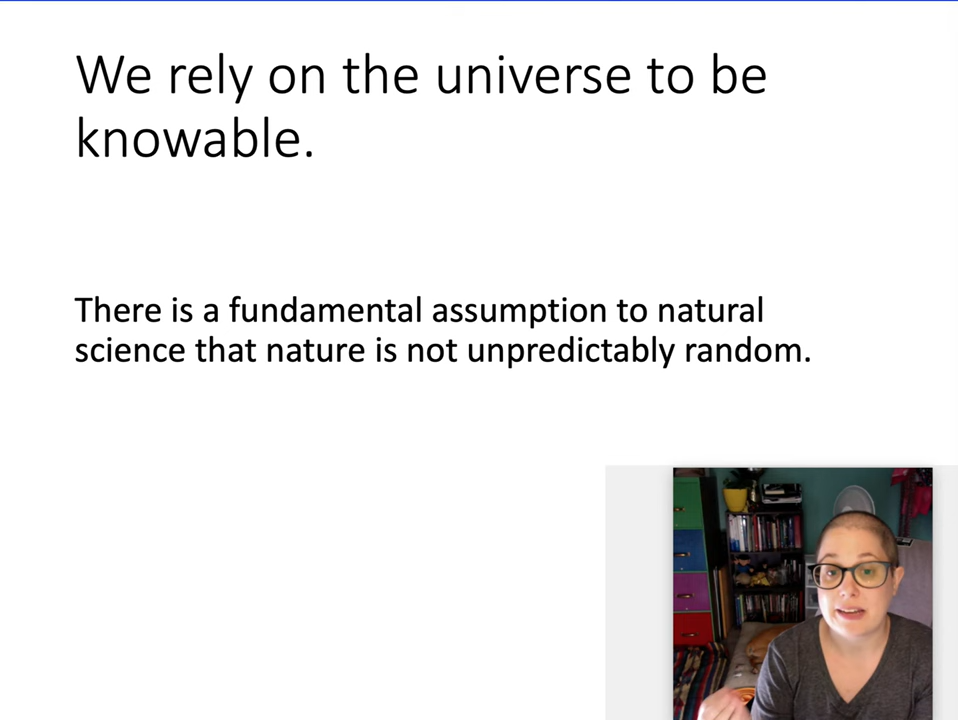 We rely on the universe to be
knowable.
There is a fundamental assumption to natural
science that nature is not unpredictably random.